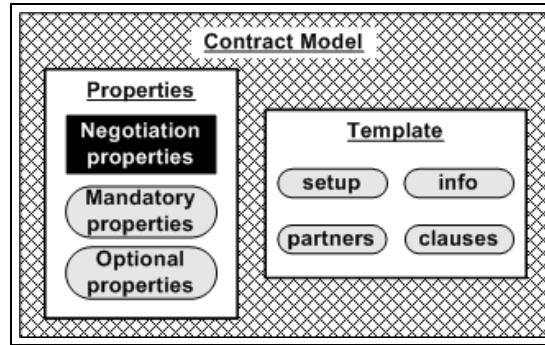 Contract Model
Properties
Negotiation
properties
Mandatory
properties
Optional
properties
Template
setup
info
partners
clauses